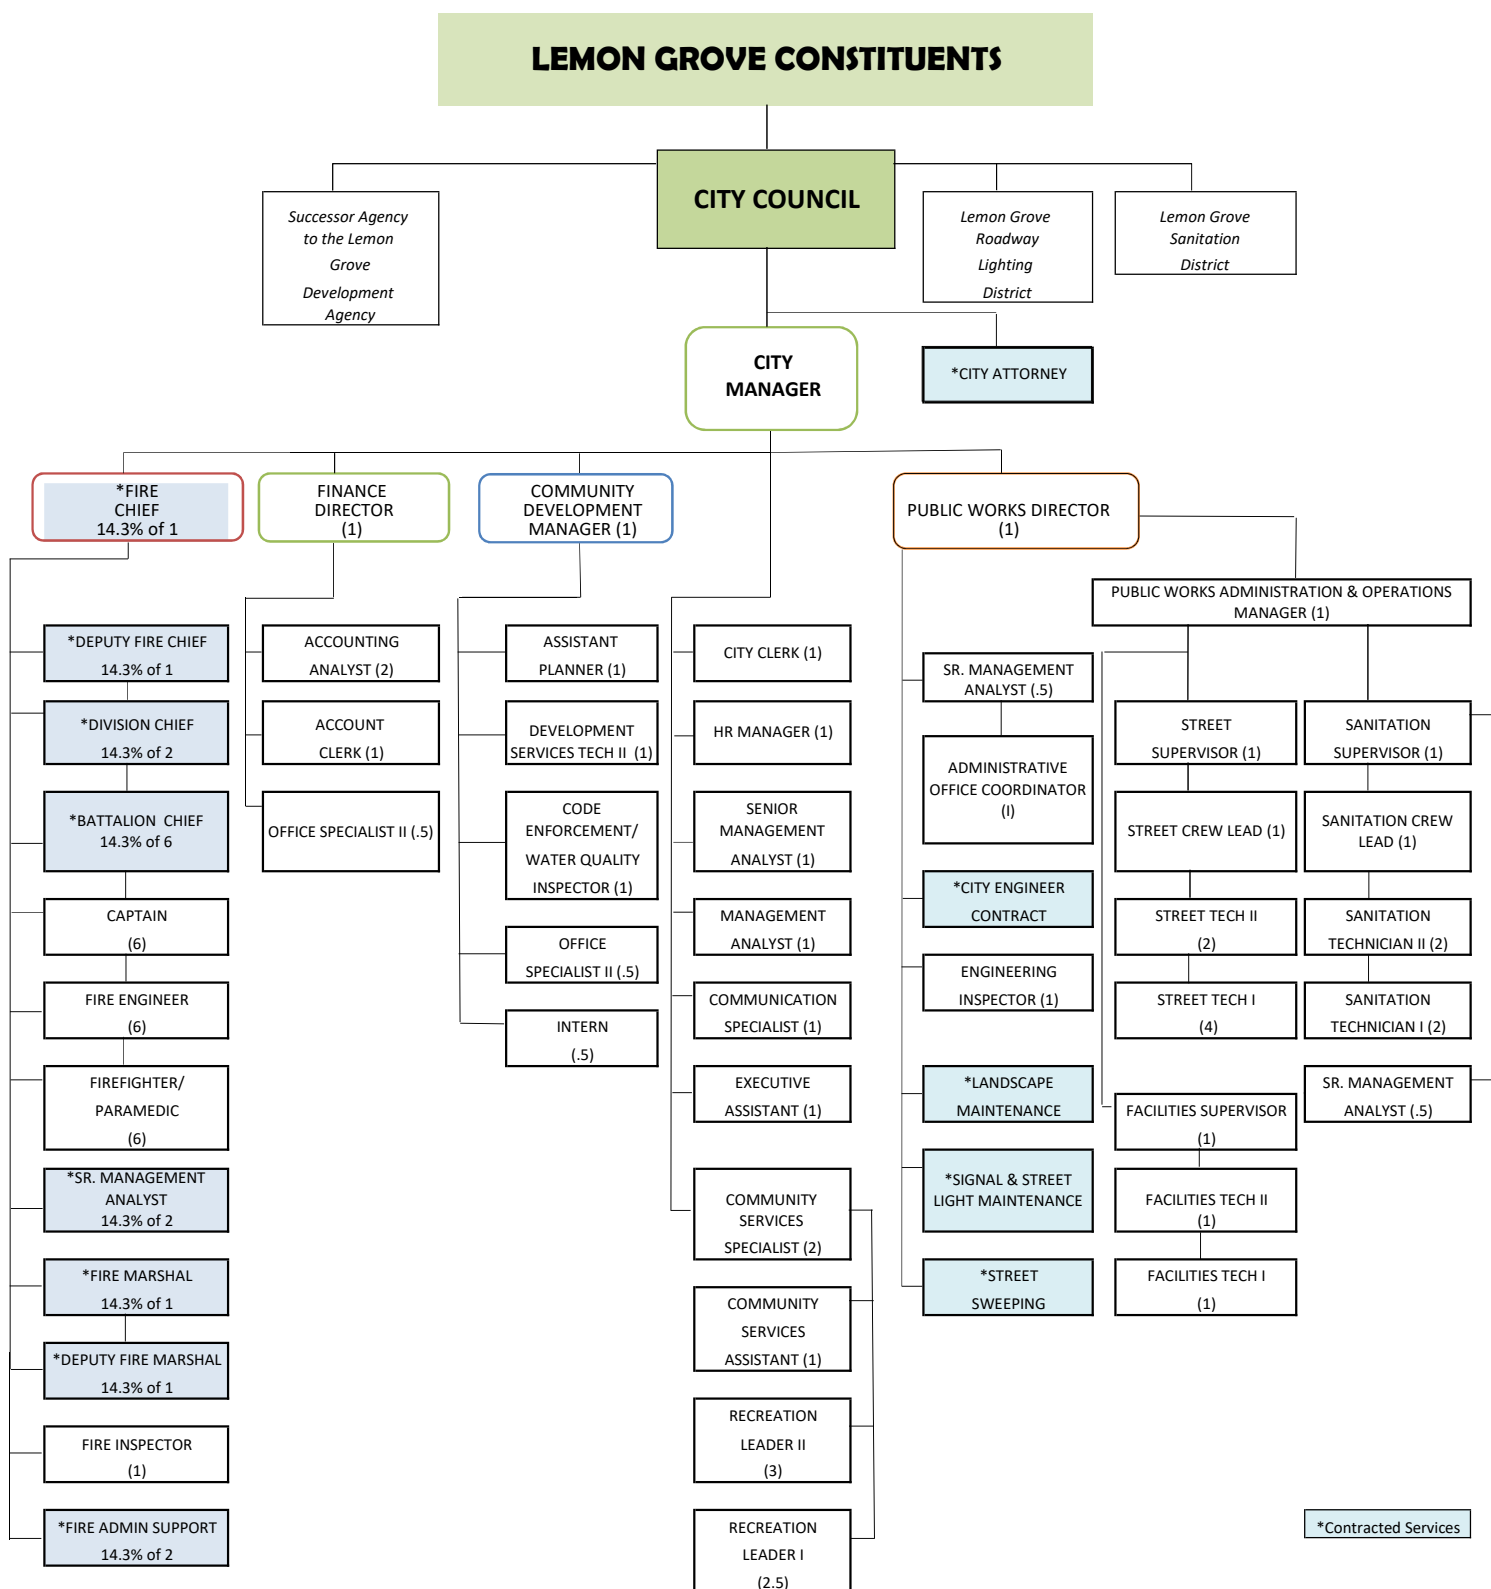 LEMON GROVE CONSTITUENTS
CITY COUNCIL
Successor Agency
to the Lemon
Grove
Development
Agency
Lemon Grove
Roadway
Lighting
District
Lemon Grove
Sanitation
District
CITY
MANAGER
*CITY ATTORNEY
*FIRE
CHIEF
14.3% of 1
FINANCE
DIRECTOR
(1)
COMMUNITY
DEVELOPMENT
MANAGER (1)
PUBLIC WORKS DIRECTOR
(1)
*DEPUTY FIRE CHIEF
14.3% of 1
*DIVISION CHIEF
14.3% of 2
*BATTALION CHIEF
14.3% of 6
CAPTAIN
(6)
FIRE ENGINEER
(6)
FIREFIGHTER/
PARAMEDIC
(6)
*SR. MANAGEMENT
ANALYST
14.3% of 2
*FIRE MARSHAL
14.3% of 1
*DEPUTY FIRE MARSHAL
14.3% of 1
FIRE INSPECTOR
(1)
*FIRE ADMIN SUPPORT
14.3% of 2
ACCOUNTING
ANALYST (2)
ACCOUNT
CLERK (1)
OFFICE SPECIALIST II (.5)
ASSISTANT
PLANNER (1)
DEVELOPMENT
SERVICES TECH II (1)
CODE
ENFORCEMENT/
WATER QUALITY
INSPECTOR (1)
OFFICE
SPECIALIST II (.5)
INTERN
(.5)
CITY CLERK (1)
HR MANAGER (1)
SENIOR
MANAGEMENT
ANALYST (1)
MANAGEMENT
ANALYST (1)
COMMUNICATION
SPECIALIST (1)
EXECUTIVE
ASSISTANT (1)
COMMUNITY
SERVICES
SPECIALIST (2)
COMMUNITY
SERVICES
ASSISTANT (1)
RECREATION
LEADER II
(3)
RECREATION
LEADER I
(2.5)
SR. MANAGEMENT
ANALYST (.5)
ADMINISTRATIVE
OFFICE COORDINATOR
(I)
*CITY ENGINEER
CONTRACT
ENGINEERING
INSPECTOR (1)
*LANDSCAPE
MAINTENANCE
*SIGNAL & STREET
LIGHT MAINTENANCE
*STREET
SWEEPING
PUBLIC WORKS ADMINISTRATION & OPERATIONS
MANAGER (1)
STREET
SUPERVISOR (1)
STREET CREW LEAD (1)
STREET TECH II
(2)
STREET TECH I
(4)
FACILITIES SUPERVISOR
(1)
FACILITIES TECH II
(1)
FACILITIES TECH I
(1)
SANITATION
SUPERVISOR (1)
SANITATION CREW
LEAD (1)
SANITATION
TECHNICIAN II (2)
SANITATION
TECHNICIAN I (2)
SR. MANAGEMENT
ANALYST (.5)
*Contracted Services